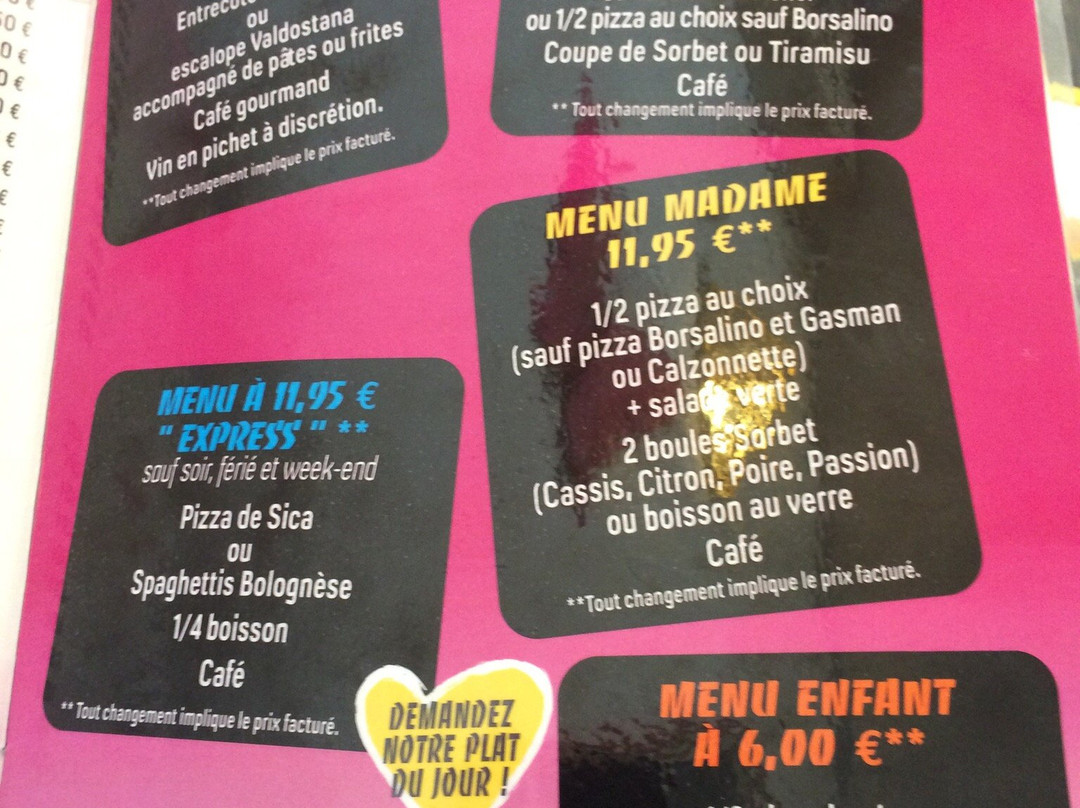 50 €
0 €
0 €
€
€
€
€
ou
escalope Valdostana
accompagné de pâtes ou frites
Café gourmand
Vin en pichet à discrétion.
**Tout changement implique le prix facturé.
ou 1/2 pizza au choix sauf Borsalino
Coupe de Sorbet ou Tiramisu
Café
** Tout changement implique le prix facturé.
MENU MADAME
11,95 €**
1/2 pizza au choix
(sauf pizza Borsalino et Gasman
ou Calzonnette)
+ salade verte
2 boules Sorbet
(Cassis, Citron, Poire, Passion)
ou boisson au verre
Café
**Tout changement implique le prix facturé.
MENU À 11,95 €
" EXPRESS " **
sauf soir, férié et week-end
Pizza de Sica
ou
Spaghettis Bolognèse
1/4 boisson
Café
** Tout changement implique le prix facturé.
DEMANDEZ
NOTRE PLAT
DU JOUR !
MENU ENFANT
À 6,00 €**